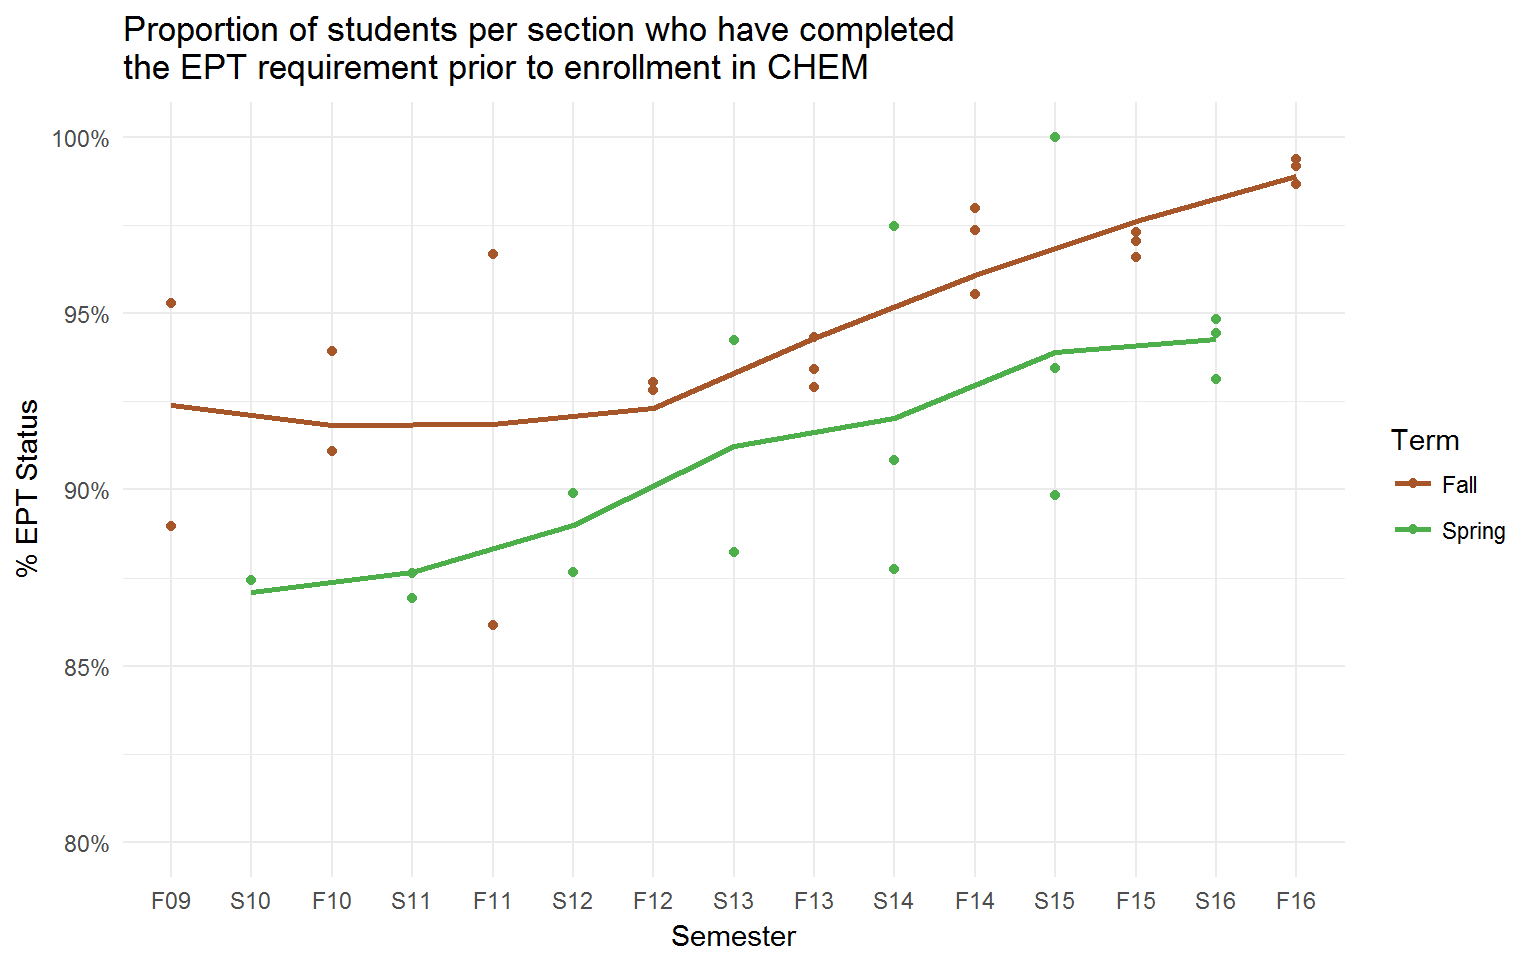 Proportion of students per section who have completed
the EPT requirement prior to enrollment in CHEM
100%
95%
90%
85%
80%
% EPT Status
F09 S10 F10 S11 F11 S12 F12 S13 F13 S14 F14 S15 F15 S16 F16
Semester
Term
Fall
Spring